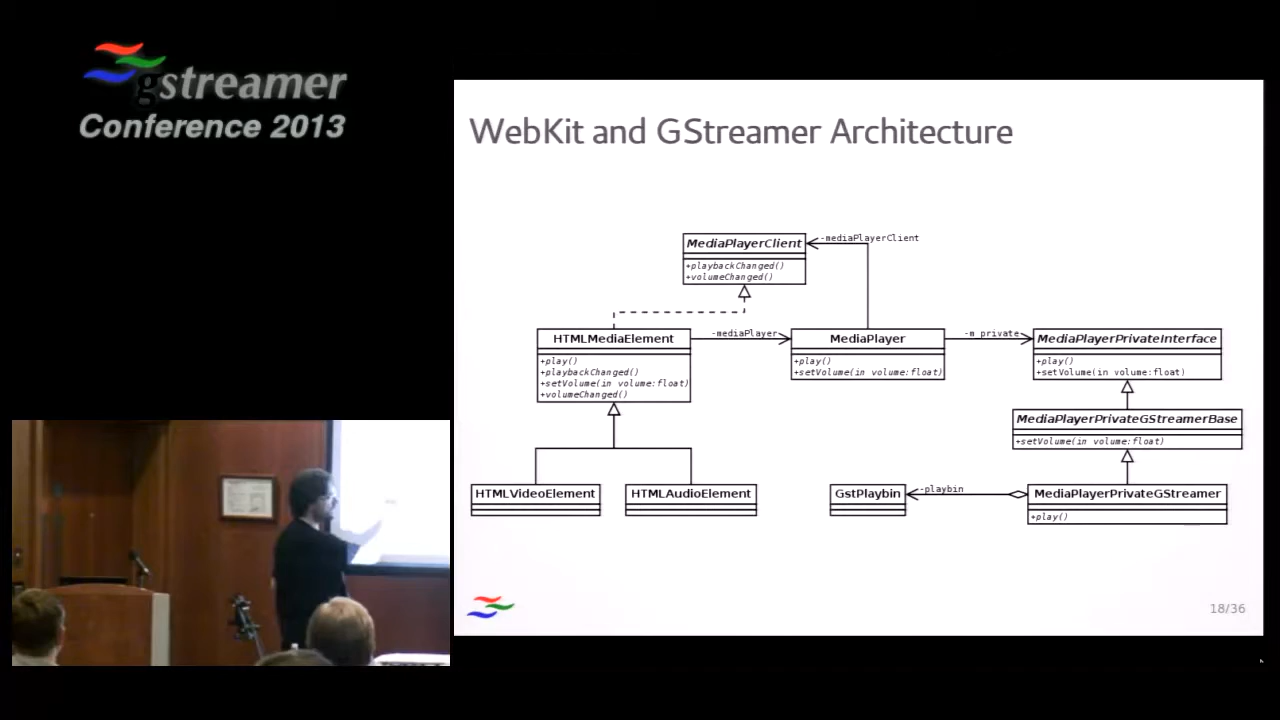 gstreamer
Conference 2013
WebKit and GStreamer Architecture
MediaPlayerClient
+playbackChanged()
+volumeChanged()
-mediaPlayerClient
HTMLMediaElement
+play()
+playbackChanged()
+setVolume(in volume:float)
+volumeChanged()
-mediaPlayer
MediaPlayer
+play()
+setVolume(in volume:float)
-m_private
MediaPlayerPrivateInterface
+play()
+setVolume(in volume:float)
MediaPlayerPrivateGStreamerBase
+setVolume(in volume:float)
HTMLVideoElement
HTMLAudioElement
GstPlaybin
-playbin
MediaPlayerPrivateGStreamer
+play()
18/36